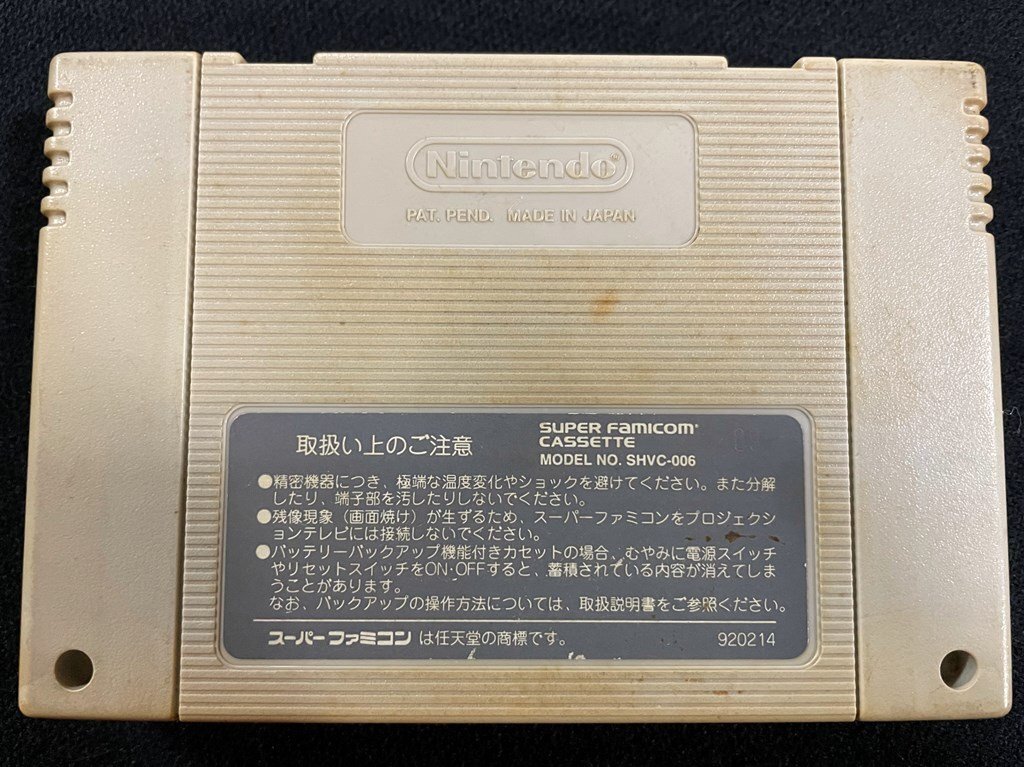 Nintendo®
PAT. PEND. MADE IN JAPAN
取扱い上のご注意
SUPER FAMICOM®
CASSETTE
MODEL NO. SHVC-006
●精密機器につき、極端な温度変化やショックを避けてください。また分解
したり、端子部を汚したりしないでください。
●残像現象（画面焼け）が生ずるため、スーパーファミコンをプロジェクシ
ョンテレビには接続しないでください。
●バッテリーバックアップ機能付きカセットの場合、むやみに電源スイッチ
やリセットスイッチをON·OFFすると、蓄積されている内容が消えてしま
うことがあります。
なお、バックアップの操作方法については、取扱説明書をご参照ください。
スーパーファミコン は任天堂の商標です。
920214